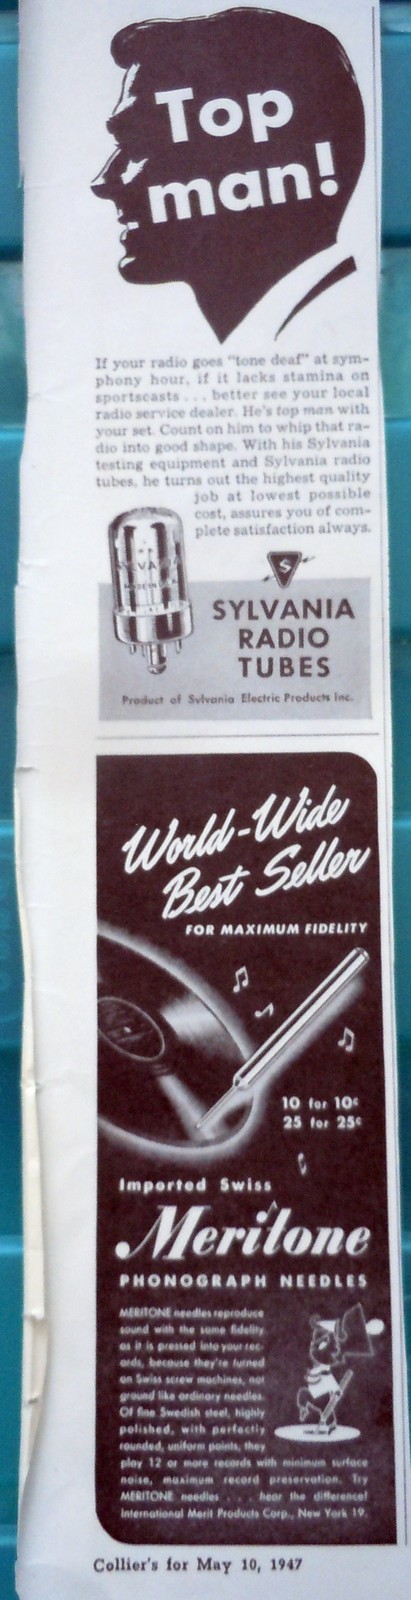 Top
man!
If your radio goes "tone deaf" at sym-
phony hour, if it lacks stamina on
sportscasts . . . better see your local
radio service dealer. He's top man with
your set. Count on him to whip that ra-
dio into good shape. With his Sylvania
testing equipment and Sylvania radio
tubes, he turns out the highest quality
job at lowest possible
cost, assures you of com-
plete satisfaction always.
S
SYLVANIA
RADIO
TUBES
Product of Sylvania Electric Products Inc.
World-Wide
Best Seller
FOR MAXIMUM FIDELITY
10 for 10¢
25 for 25¢
Imported Swiss
Meritone
PHONOGRAPH NEEDLES
MERITONE needles reproduce
sound with the same fidelity
as it is pressed into your rec-
ords, because they're turned
on Swiss screw machines, not
ground like ordinary needles.
Of fine Swedish steel, highly
polished, with perfectly
rounded, uniform points, they
play 12 or more records with minimum surface
noise, maximum record preservation. Try
MERITONE needles . . . hear the difference!
International Merit Products Corp., New York 19.
Collier's for May 10, 1947